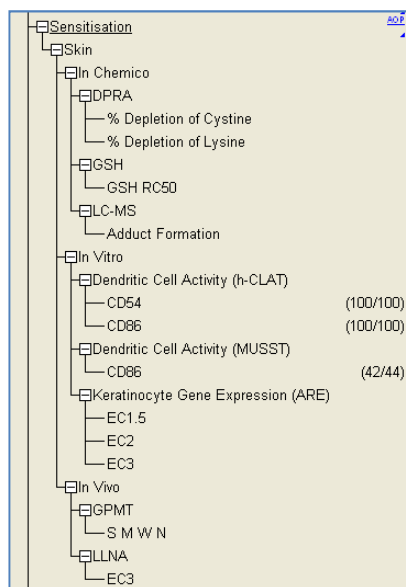 Sensitisation AOP
Skin
In Chemico
DPRA
% Depletion of Cystine
% Depletion of Lysine
GSH
GSH RC50
LC-MS
Adduct Formation
In Vitro
Dendritic Cell Activity (h-CLAT)
CD54 (100/100)
CD86 (100/100)
Dendritic Cell Activity (MUSST)
CD86 (42/44)
Keratinocyte Gene Expression (ARE)
EC1.5
EC2
EC3
In Vivo
GPMT
S M W N
LLNA
EC3